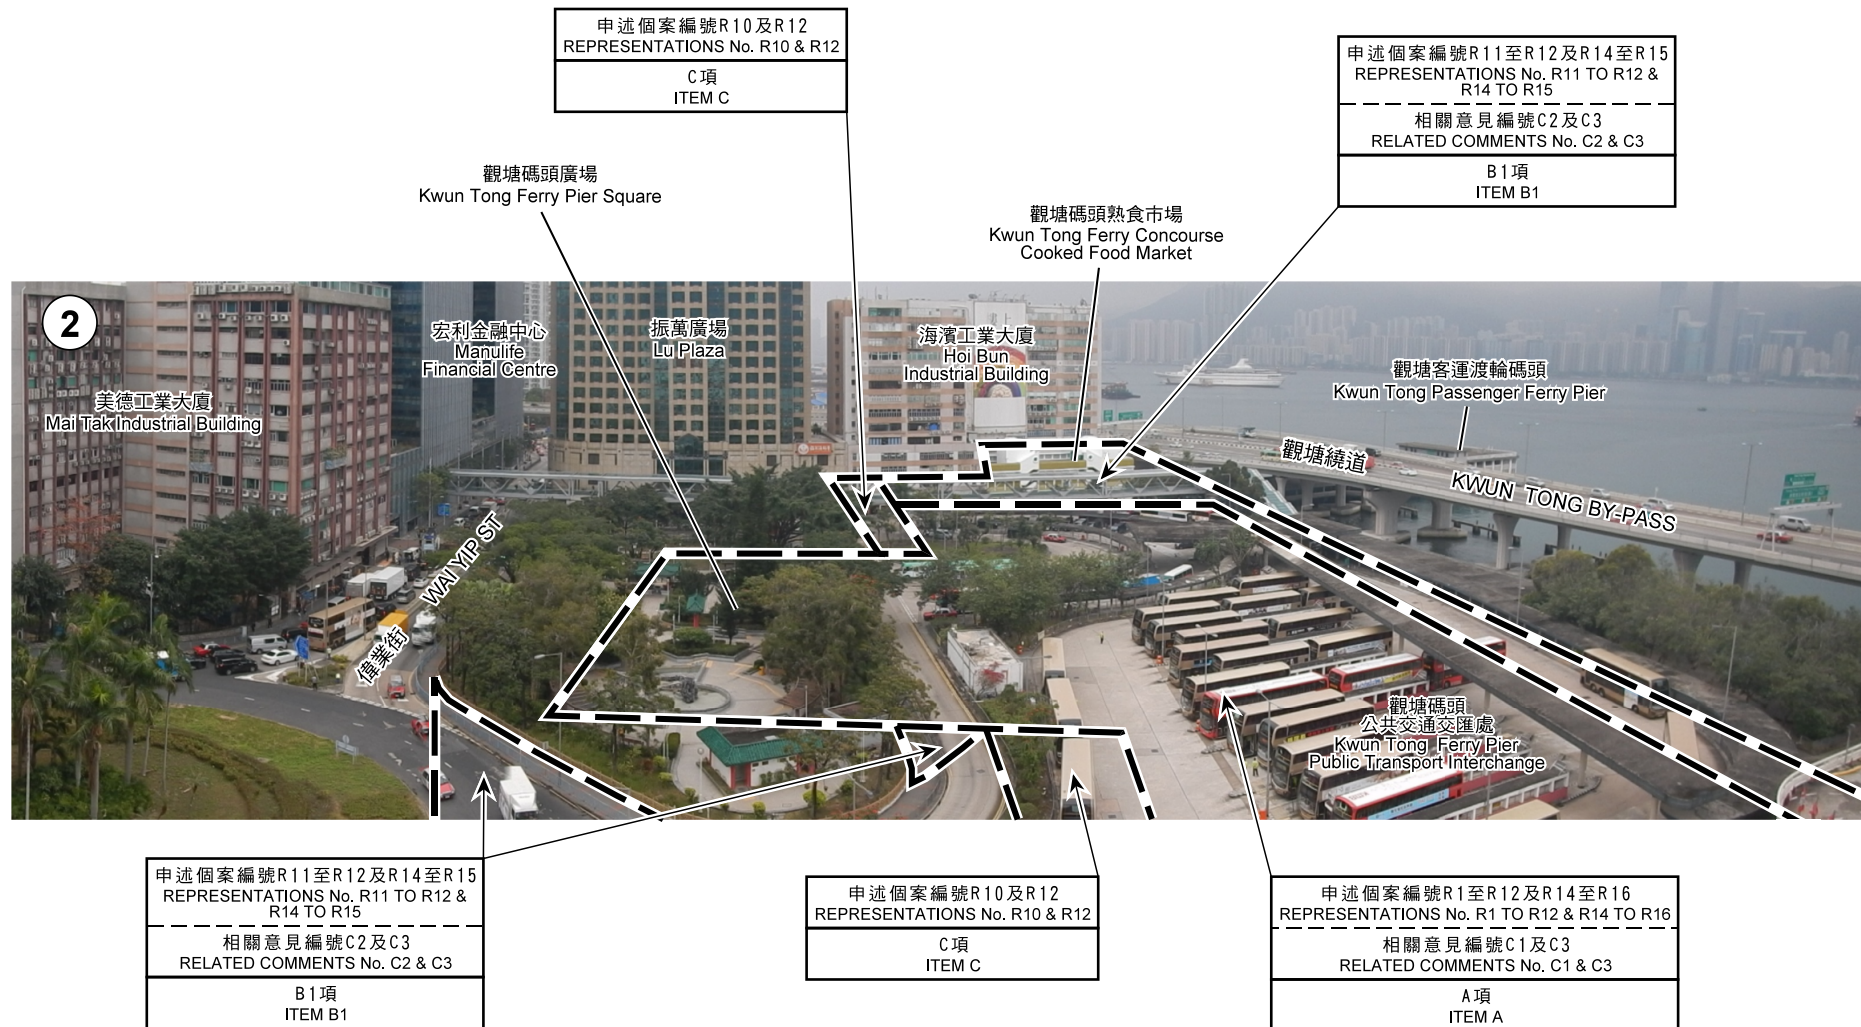 申述個案編號R10及R12
REPRESENTATIONS No. R10 & R12
C項
ITEM C
申述個案編號R11至R12及R14至R15
REPRESENTATIONS No. R11 TO R12 &
R14 TO R15
相關意見編號C2及C3
RELATED COMMENTS No. C2 & C3
B1項
ITEM B1
觀塘碼頭廣場
Kwun Tong Ferry Pier Square
觀塘碼頭熟食市場
Kwun Tong Ferry Concourse
Cooked Food Market
2
宏利金融中心
Manulife
Financial Centre
振萬廣場
Lu Plaza
海濱工業大廈
Hoi Bun
Industrial Building
觀塘客運渡輪碼頭
Kwun Tong Passenger Ferry Pier
美德工業大廈
Mai Tak Industrial Building
觀塘繞道
KWUN TONG BY-PASS
偉業街
WAI YIP ST
觀塘碼頭
公共交通交匯處
Kwun Tong Ferry Pier
Public Transport Interchange
申述個案編號R11至R12及R14至R15
REPRESENTATIONS No. R11 TO R12 &
R14 TO R15
相關意見編號C2及C3
RELATED COMMENTS No. C2 & C3
B1項
ITEM B1
申述個案編號R10及R12
REPRESENTATIONS No. R10 & R12
C項
ITEM C
申述個案編號R1至R12及R14至R16
REPRESENTATIONS No. R1 TO R12 & R14 TO R16
相關意見編號C1及C3
RELATED COMMENTS No. C1 & C3
A項
ITEM A